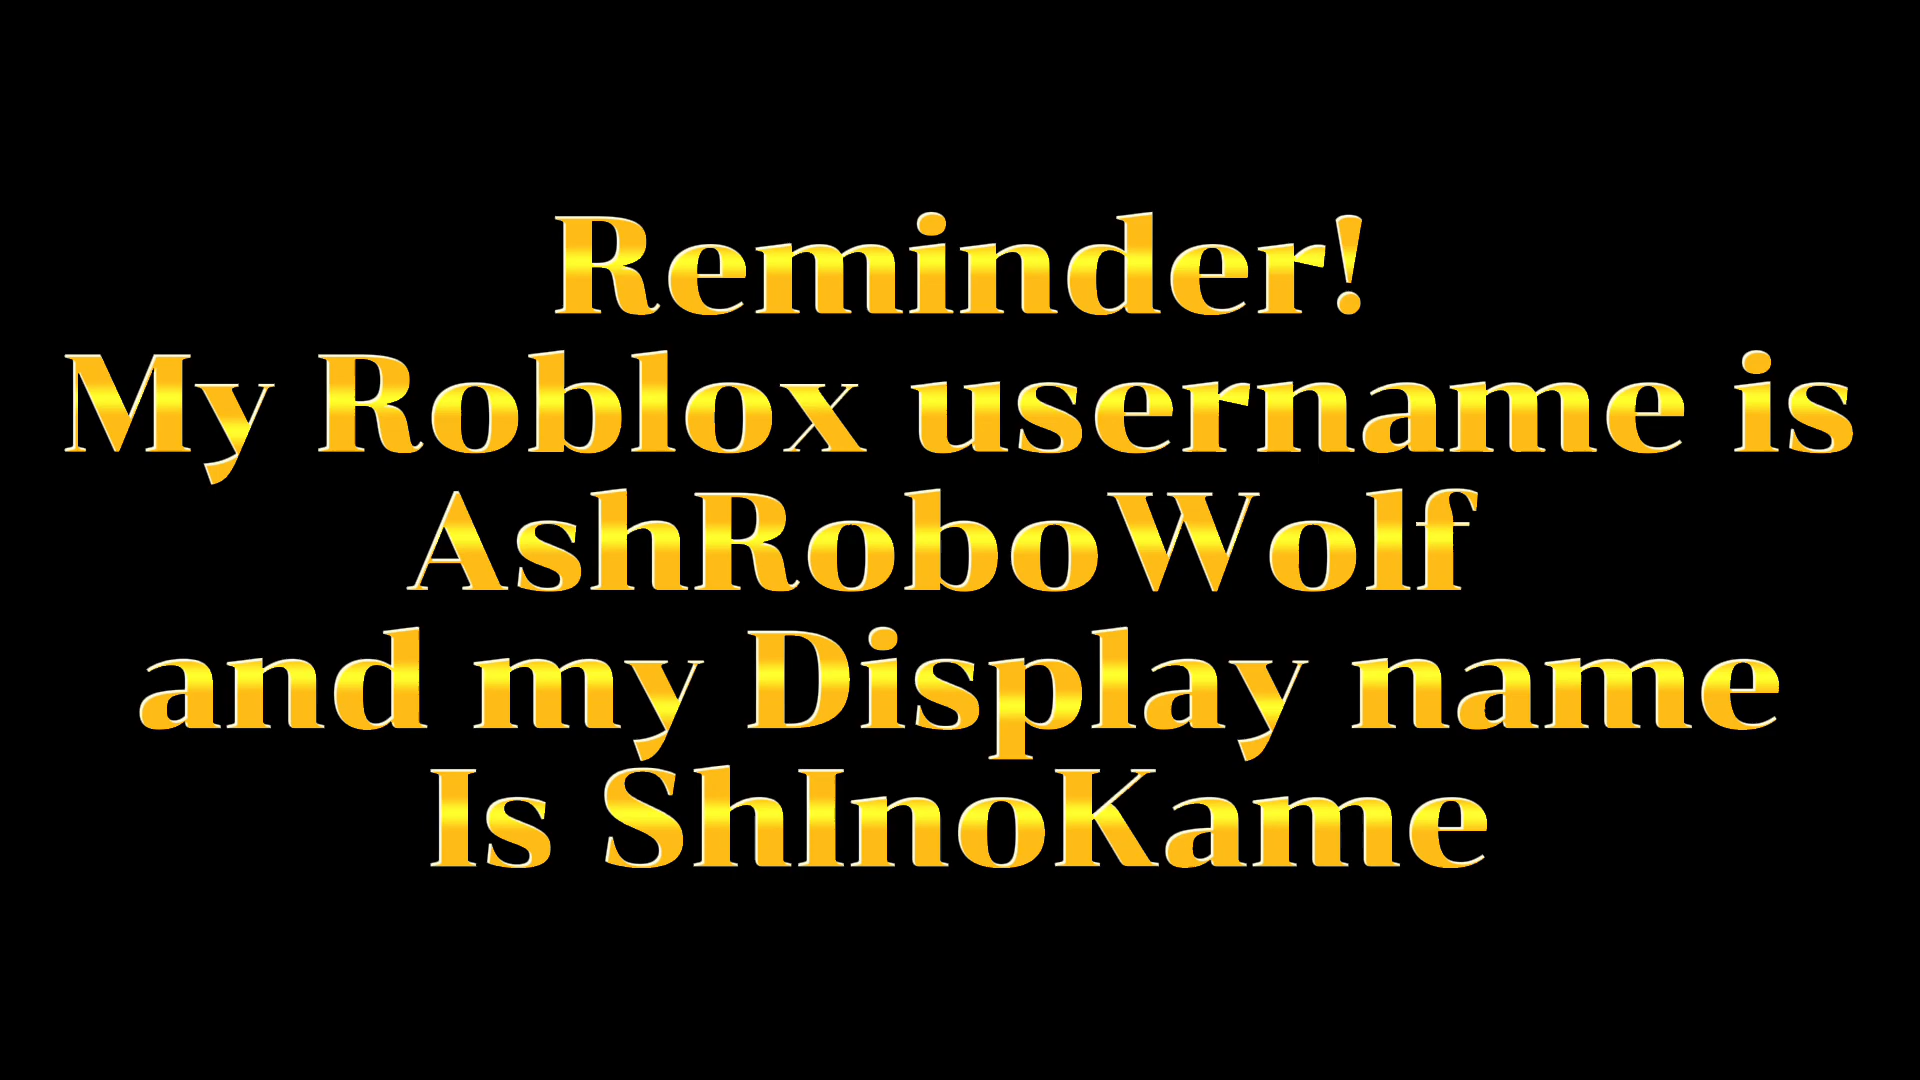 Reminder!
My Roblox username is
AshRoboWolf
and my Display name
Is ShInoKame